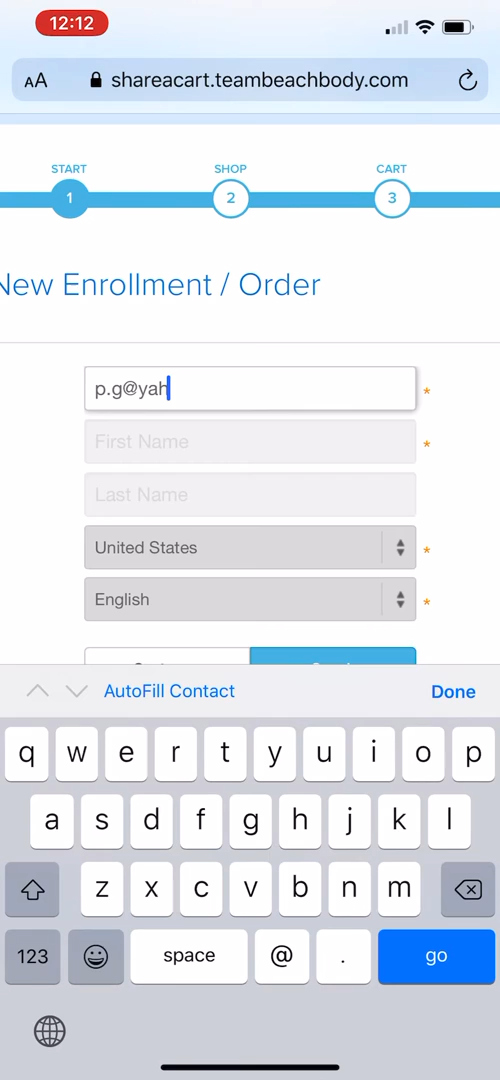 12:12
AA shareacart.teambeachbody.com
START SHOP CART
1 2 3
New Enrollment / Order
p.g@yah *
First Name *
Last Name
United States *
English *
AutoFill Contact Done
q w e r t y u i o p
a s d f g h j k l
z x c v b n m
123 space @ . go